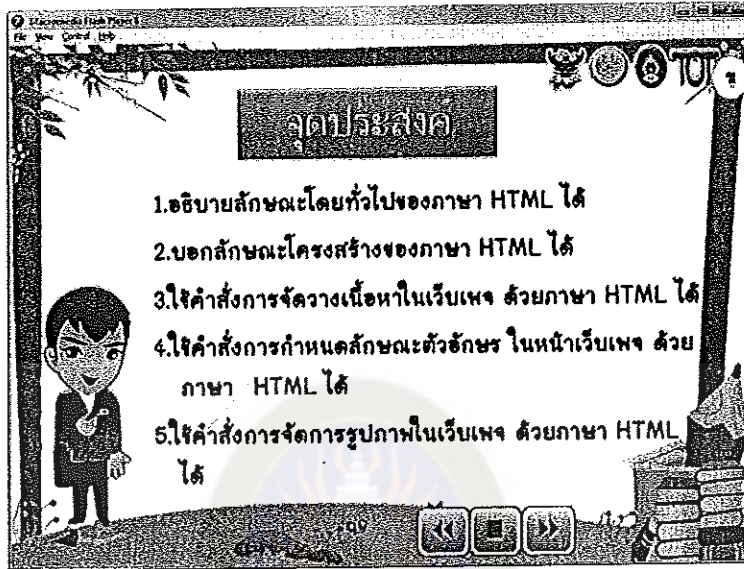 Macromedia Flash Player 8
File View Control Help
TOT
จุดประสงค์
1.อธิบายลักษณะโดยทั่วไปของภาษา HTML ได้
2.บอกลักษณะโครงสร้างของภาษา HTML ได้
3.ใช้คำสั่งการจัดวางเนื้อหาในเว็บเพจ ด้วยภาษา HTML ได้
4.ใช้คำสั่งการกำหนดลักษณะตัวอักษร ในหน้าเว็บเพจ ด้วย
ภาษา HTML ได้
5.ใช้คำสั่งการจัดการรูปภาพในเว็บเพจ ด้วยภาษา HTML
ได้